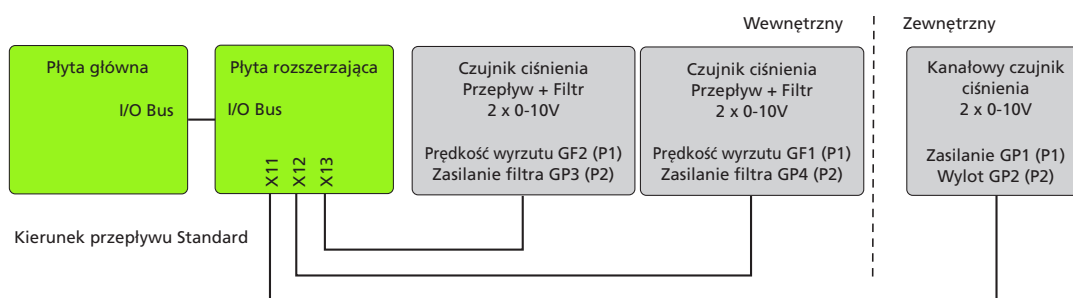 Wewnętrzny
Zewnętrzny
Płyta główna
I/O Bus
Płyta rozszerzająca
I/O Bus
X11
X12
X13
Czujnik ciśnienia
Przepływ + Filtr
2 x 0-10V
Prędkość wyrzutu GF2 (P1)
Zasilanie filtra GP3 (P2)
Czujnik ciśnienia
Przepływ + Filtr
2 x 0-10V
Prędkość wyrzutu GF1 (P1)
Zasilanie filtra GP4 (P2)
Kanałowy czujnik
ciśnienia
2 x 0-10V
Zasilanie GP1 (P1)
Wylot GP2 (P2)
Kierunek przepływu Standard